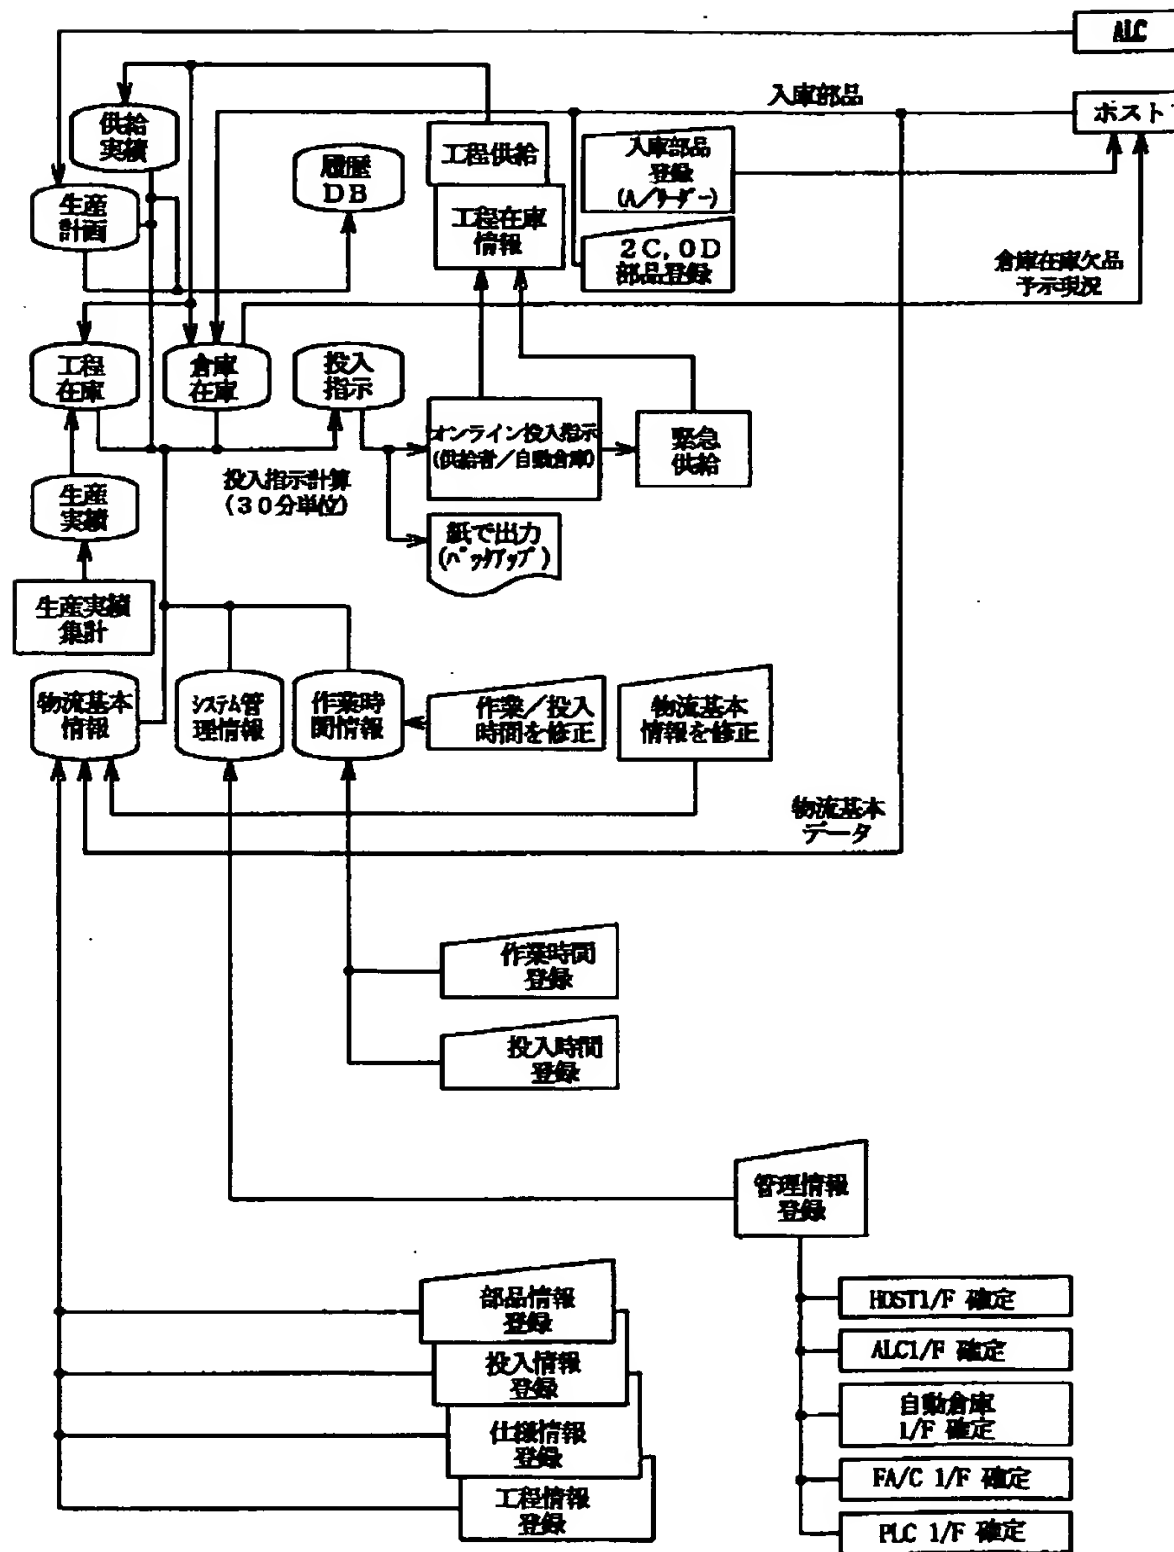 ALC
入庫部品
ホスト
供給
実績
工程供給
入庫部品
登録
(A/リーダー)
履歴
DB
生産
計画
工程在庫
情報
2C,0D
部品登録
倉庫在庫欠品
予示現況
工程
在庫
倉庫
在庫
投入
指示
オンライン投入指示
(供給者/自動倉庫)
緊急
供給
投入指示計算
(30分単位)
生産
実績
紙で出力
(バックアップ)
生産実績
集計
物流基本
情報
システム管
理情報
作業時
間情報
作業/投入
時間を修正
物流基本
情報を修正
物流基本
データ
作業時間
登録
投入時間
登録
管理情報
登録
部品情報
登録
投入情報
登録
仕様情報
登録
工程情報
登録
HOST1/F 確定
ALC1/F 確定
自動倉庫
1/F 確定
FA/C 1/F 確定
PLC 1/F 確定